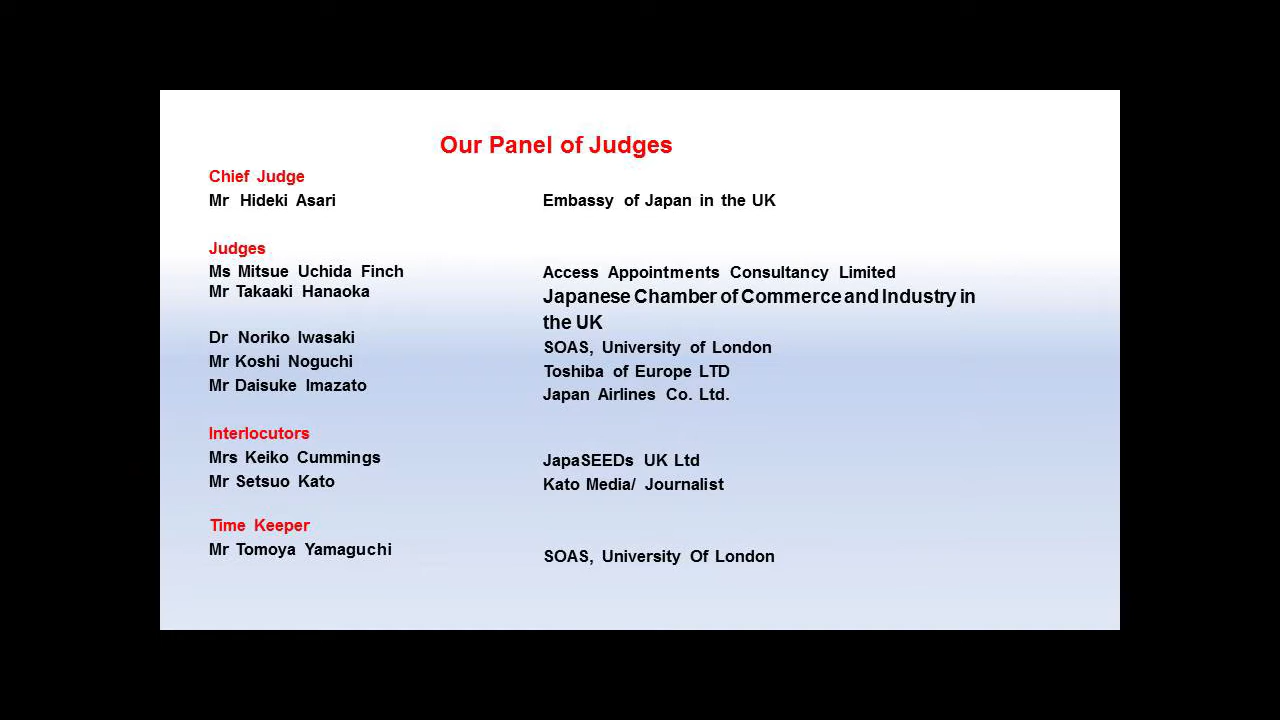 Our Panel of Judges
Chief Judge
Mr Hideki Asari Embassy of Japan in the UK
Judges
Ms Mitsue Uchida Finch Access Appointments Consultancy Limited
Mr Takaaki Hanaoka Japanese Chamber of Commerce and Industry in
the UK
Dr Noriko Iwasaki SOAS, University of London
Mr Koshi Noguchi Toshiba of Europe LTD
Mr Daisuke Imazato Japan Airlines Co. Ltd.
Interlocutors
Mrs Keiko Cummings JapaSEEDs UK Ltd
Mr Setsuo Kato Kato Media/ Journalist
Time Keeper
Mr Tomoya Yamaguchi SOAS, University Of London